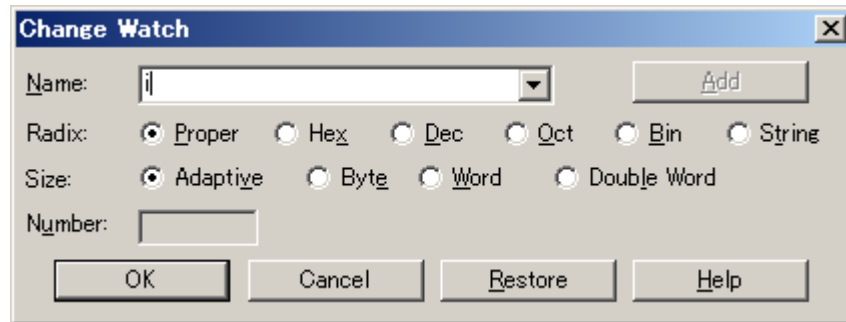 Change Watch
Name: i Add
Radix: Proper Hex Dec Oct Bin String
Size: Adaptive Byte Word Double Word
Number:
OK Cancel Restore Help